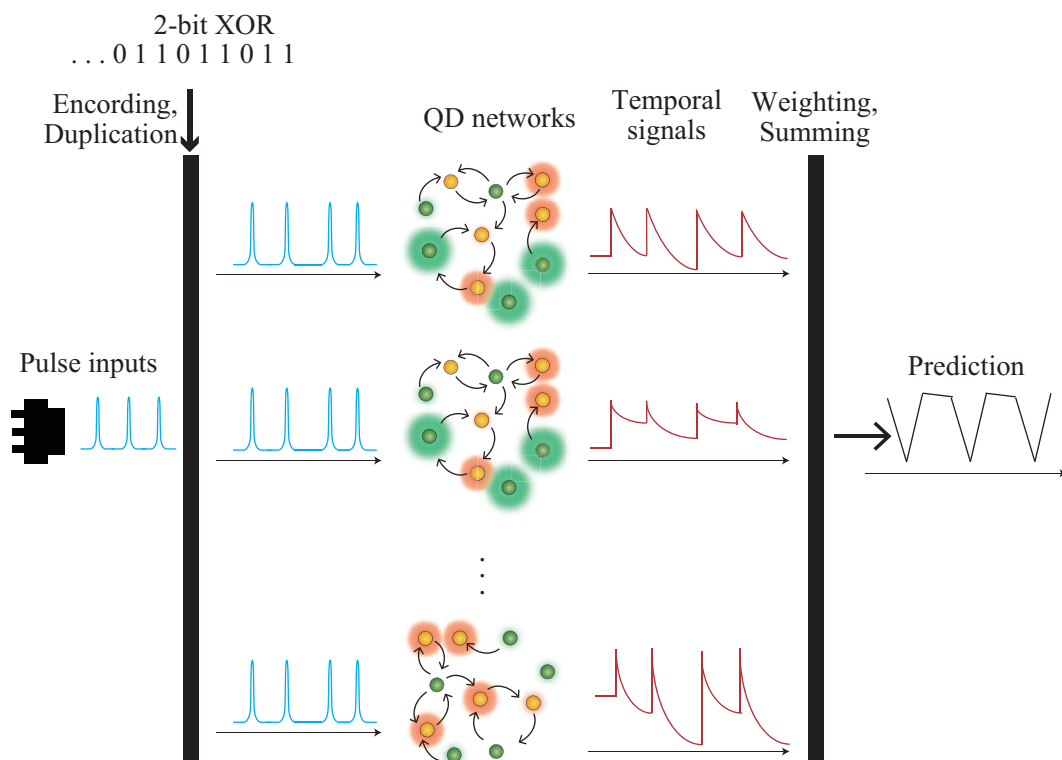 2-bit XOR
. . . 0 1 1 0 1 1 0 1 1
Encording,
Duplication
QD networks
Temporal
signals
Weighting,
Summing
Pulse inputs
Prediction